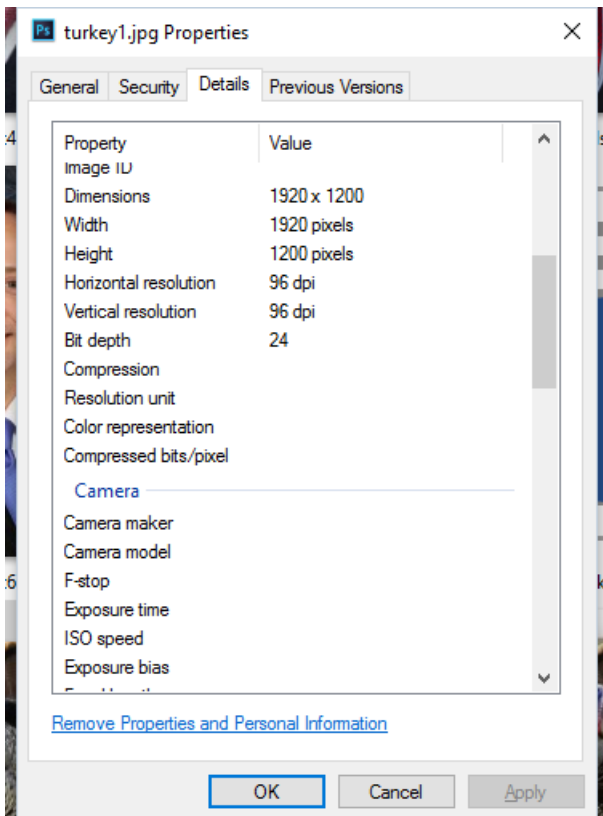 Ps turkey1.jpg Properties
General Security Details Previous Versions
Property Value
Image ID
Dimensions 1920 x 1200
Width 1920 pixels
Height 1200 pixels
Horizontal resolution 96 dpi
Vertical resolution 96 dpi
Bit depth 24
Compression
Resolution unit
Color representation
Compressed bits/pixel
Camera
Camera maker
Camera model
F-stop
Exposure time
ISO speed
Exposure bias
Remove Properties and Personal Information
OK Cancel Apply